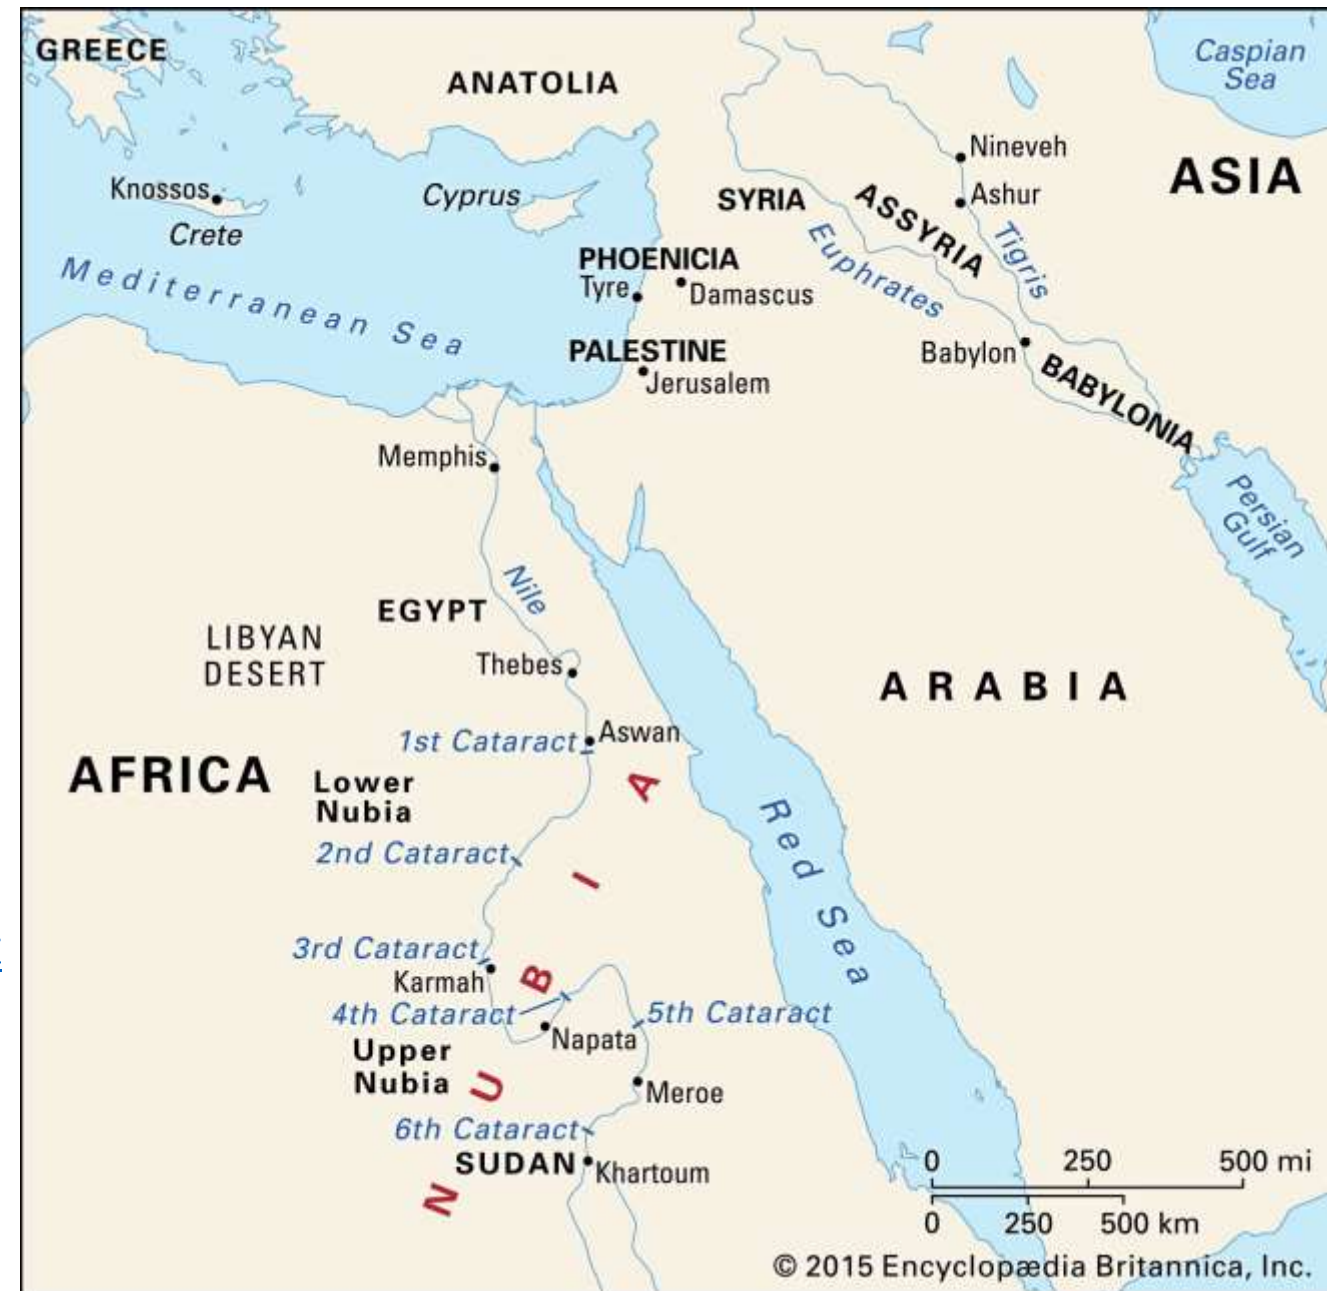 GREECE
ANATOLIA
Caspian
Sea
Nineveh
ASIA
Knossos
Crete
Cyprus
SYRIA
ASSYRIA
Ashur
Tigris
Euphrates
Mediterranean Sea
PHOENICIA
Tyre
Damascus
PALESTINE
Jerusalem
Babylon
BABYLONIA
Memphis
Persian
Gulf
Nile
EGYPT
LIBYAN
DESERT
Thebes
ARABIA
1st Cataract
Aswan
AFRICA
Lower
Nubia
Red Sea
2nd Cataract
3rd Cataract
Karmah
4th Cataract
5th Cataract
Napata
Upper
Nubia
NUBIA
Meroe
6th Cataract
SUDAN
Khartoum
0 250 500 mi
0 250 500 km
© 2015 Encyclopædia Britannica, Inc.